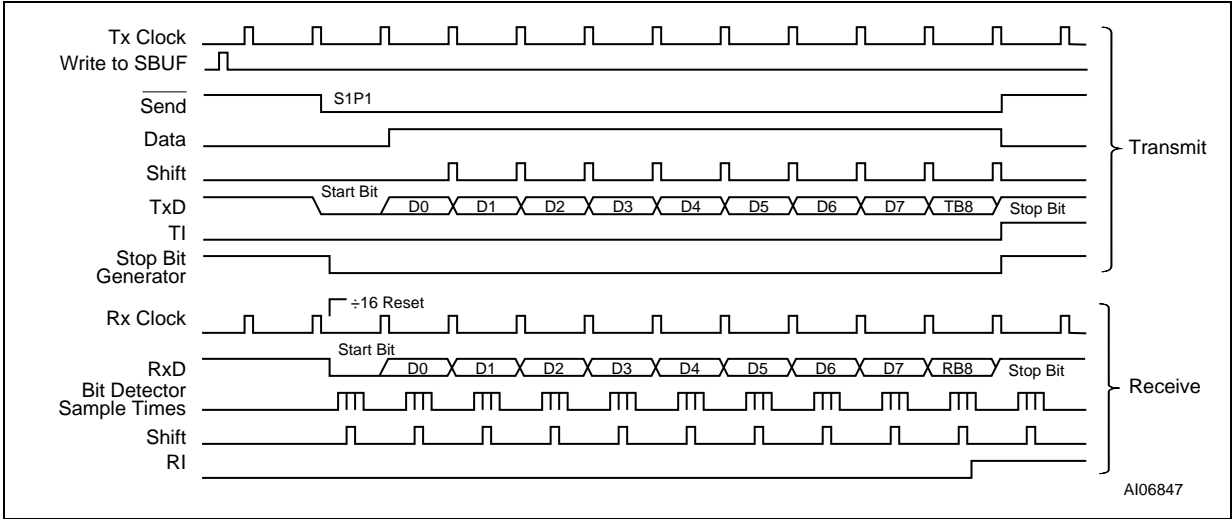 Tx Clock
Write to SBUF
Send
S1P1
Data
Transmit
Shift
Start Bit
TxD
D0 D1 D2 D3 D4 D5 D6 D7 TB8 Stop Bit
TI
Stop Bit
Generator
÷16 Reset
Rx Clock
Start Bit
RxD
D0 D1 D2 D3 D4 D5 D6 D7 RB8 Stop Bit
Bit Detector
Sample Times
Receive
Shift
RI
AI06847